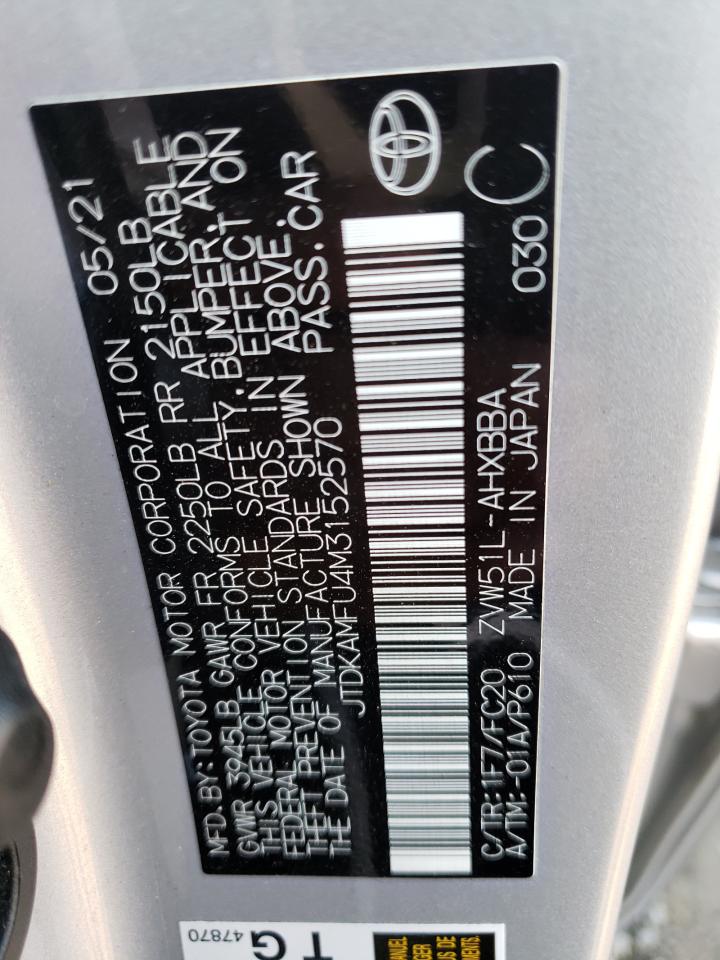 MFD.BY:TOYOTA MOTOR CORPORATION 05/21
GVWR 3945LB GAWR FR 2250LB RR 2150LB
THIS VEHICLE CONFORMS TO ALL APPLICABLE
FEDERAL MOTOR VEHICLE SAFETY,BUMPER,AND
THEFT PREVENTION STANDARDS IN EFFECT ON
THE DATE OF MANUFACTURE SHOWN ABOVE.
JTDKAMFU4M3152570 PASS.CAR
C/TR:1F7/FC20 ZVW51L-AHXBBA 030 C
A/TM:-01A/P610 MADE IN JAPAN
47870
TG